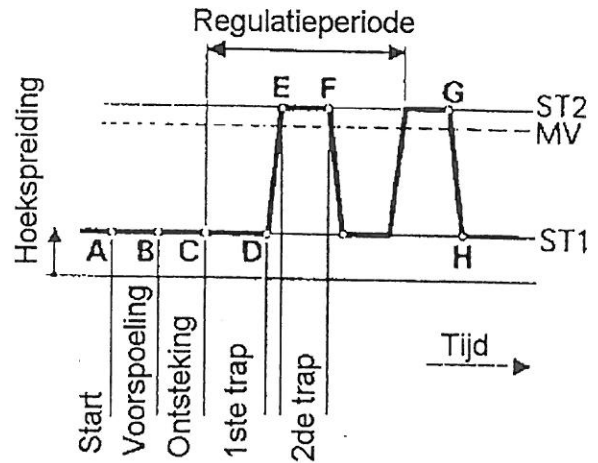 Regulatieperiode
E F G
ST2
MV
Hoekspreiding
A B C D
H
ST1
Tijd
Start
Voorspoeling
Ontsteking
1ste trap
2de trap